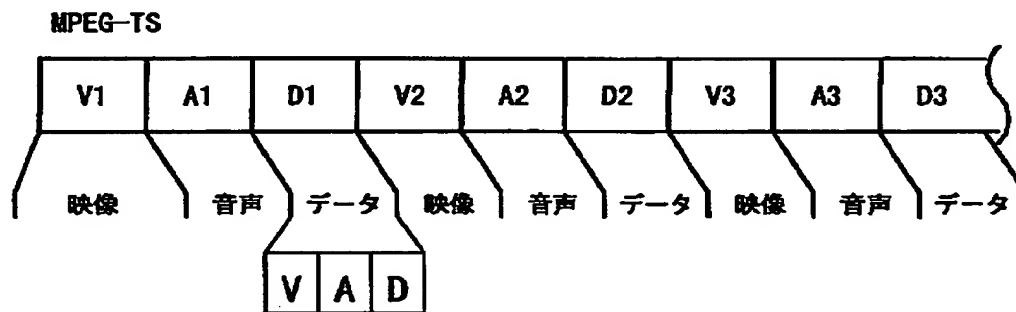 MPEG-TS
V1 A1 D1 V2 A2 D2 V3 A3 D3
映像 音声 データ 映像 音声 データ 映像 音声 データ
V A D